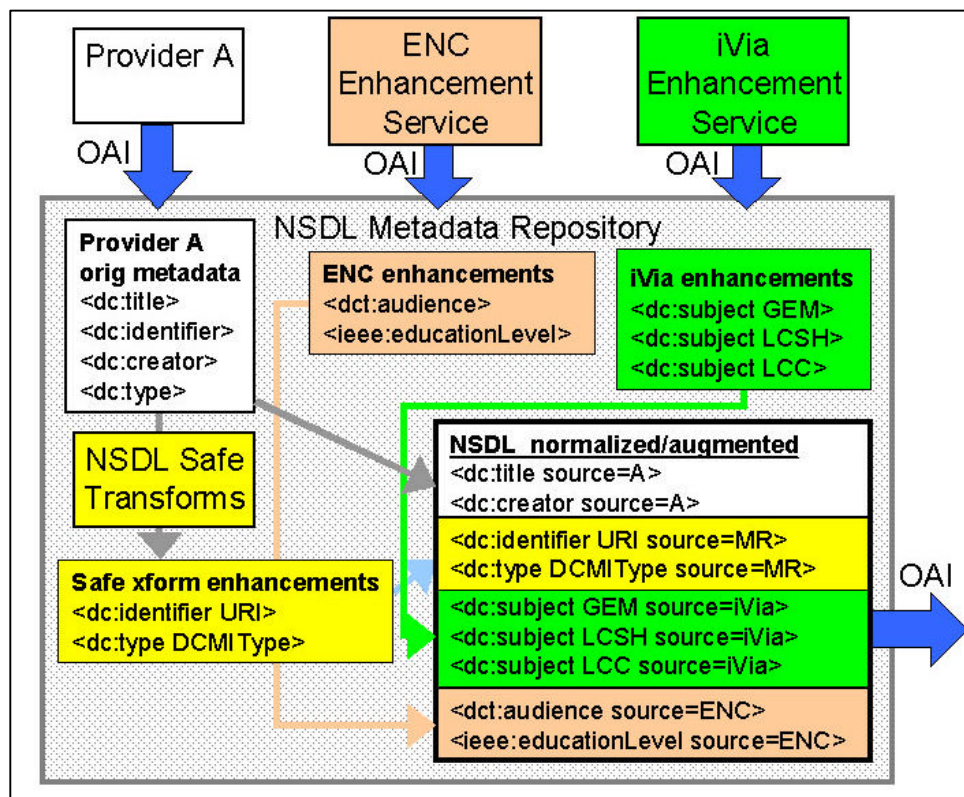 Provider A
ENC
Enhancement
Service
iVia
Enhancement
Service
OAI
OAI
OAI
NSDL Metadata Repository
Provider A
orig metadata
<dc:title>
<dc:identifier>
<dc:creator>
<dc:type>
ENC enhancements
<dct:audience>
<ieee:educationLevel>
iVia enhancements
<dc:subject GEM>
<dc:subject LCSH>
<dc:subject LCC>
NSDL Safe
Transforms
Safe xform enhancements
<dc:identifier URI>
<dc:type DCMIType>
NSDL normalized/augmented
<dc:title source=A>
<dc:creator source=A>
<dc:identifier URI source=MR>
<dc:type DCMIType source=MR>
<dc:subject GEM source=iVia>
<dc:subject LCSH source=iVia>
<dc:subject LCC source=iVia>
<dct:audience source=ENC>
<ieee:educationLevel source=ENC>
OAI